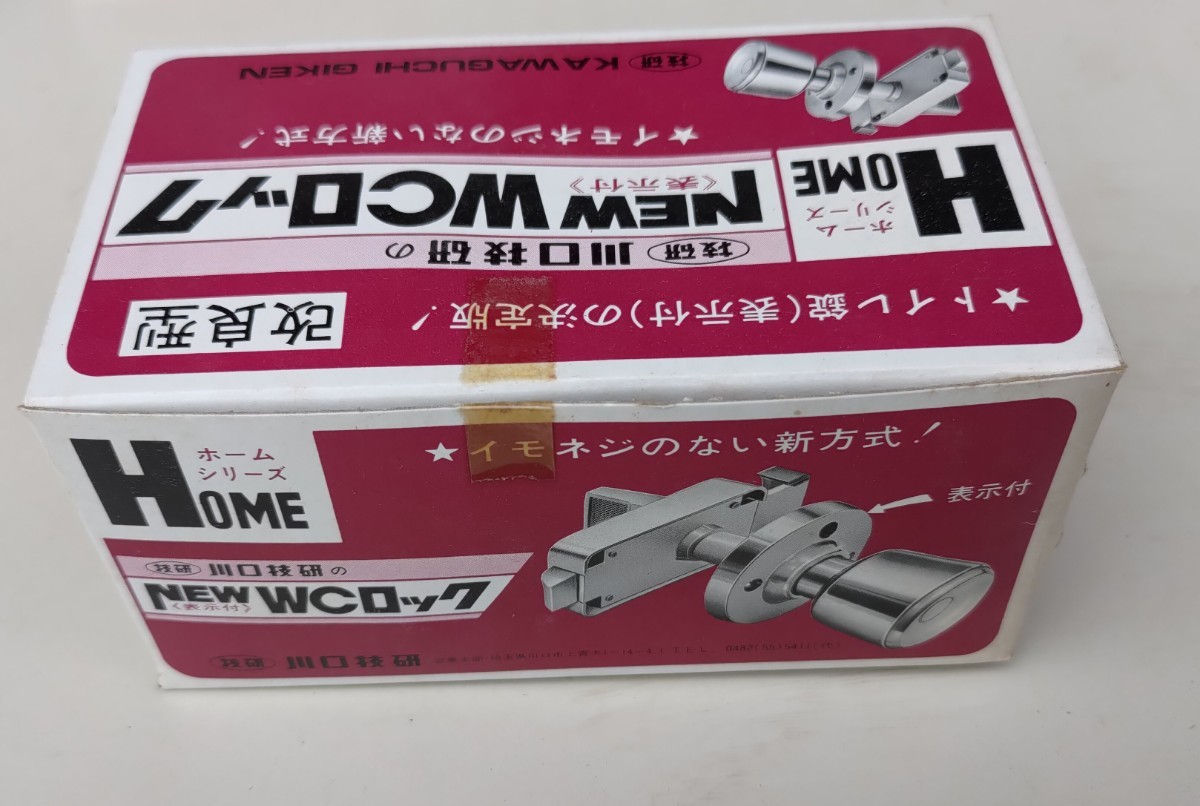 技研 KAWAGUCHI GIKEN
★イモネジのない新方式!
HOME
ホーム
シリーズ
NEW WCロック
《表示付》
技研 川口技研の
★トイレ錠(表示付)の決定版!
改良型
HOME
ホーム
シリーズ
★イモネジのない新方式!
表示付
技研 川口技研の
NEW WCロック
《表示付》
技研 川口技研